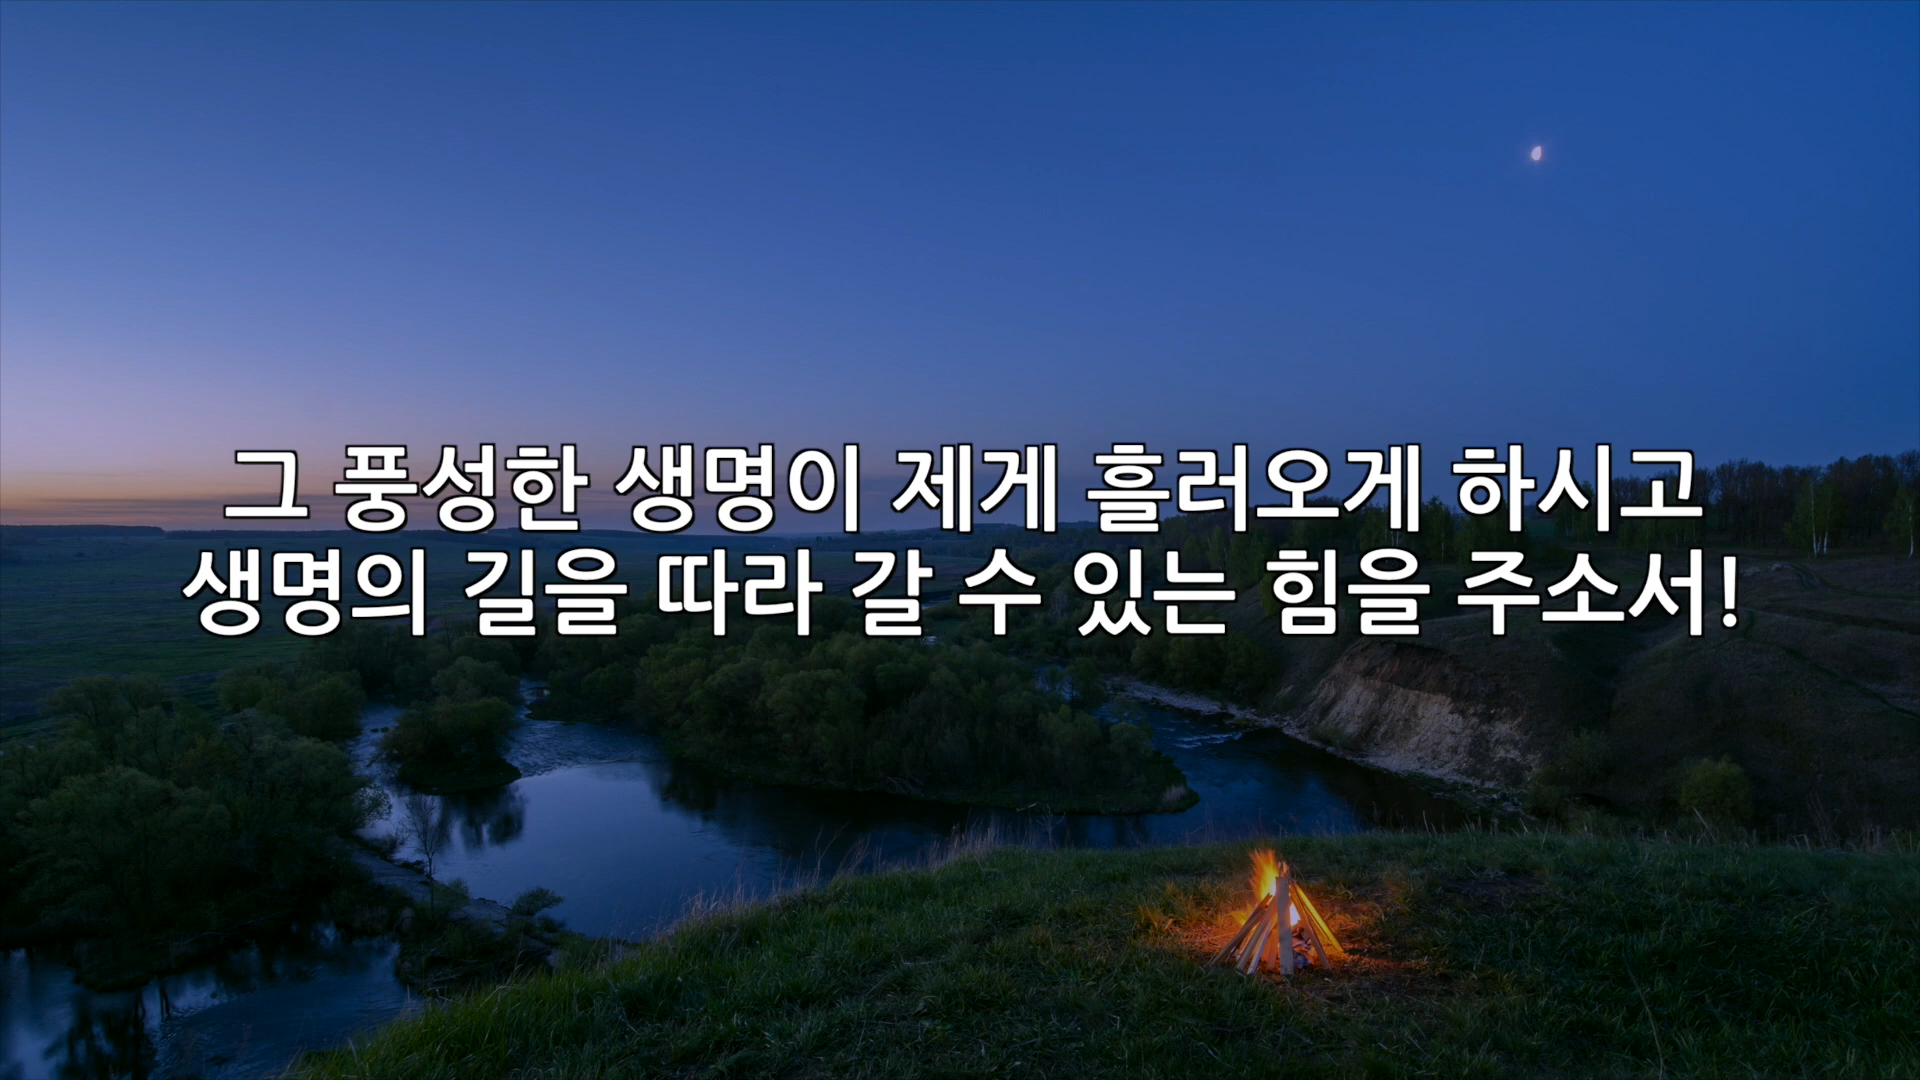 그 풍성한 생명이 제게 흘러오게 하시고
생명의 길을 따라 갈 수 있는 힘을 주소서!